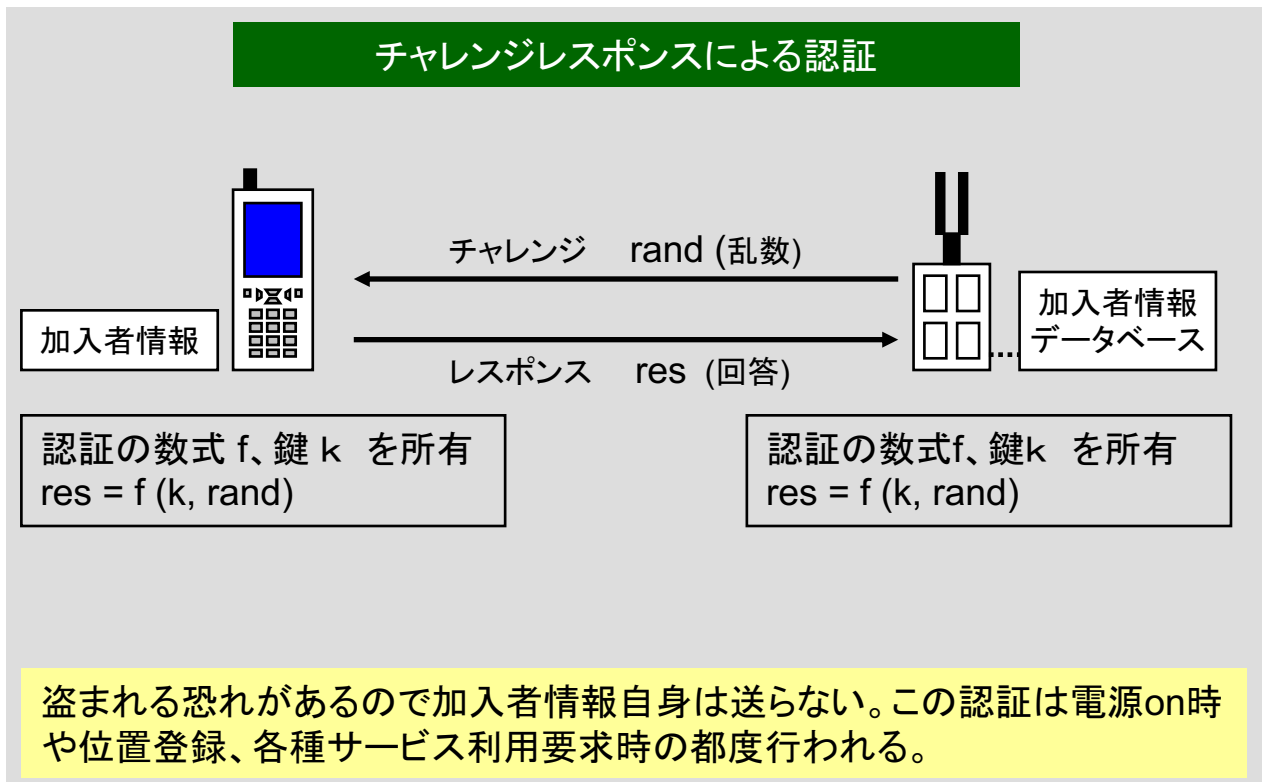 チャレンジレスポンスによる認証
チャレンジ rand (乱数)
加入者情報
加入者情報
データベース
レスポンス res (回答)
認証の数式 f、鍵 ｋ を所有
res = f (k, rand)
認証の数式f、鍵ｋ を所有
res = f (k, rand)
盗まれる恐れがあるので加入者情報自身は送らない。この認証は電源on時
や位置登録、各種サービス利用要求時の都度行われる。